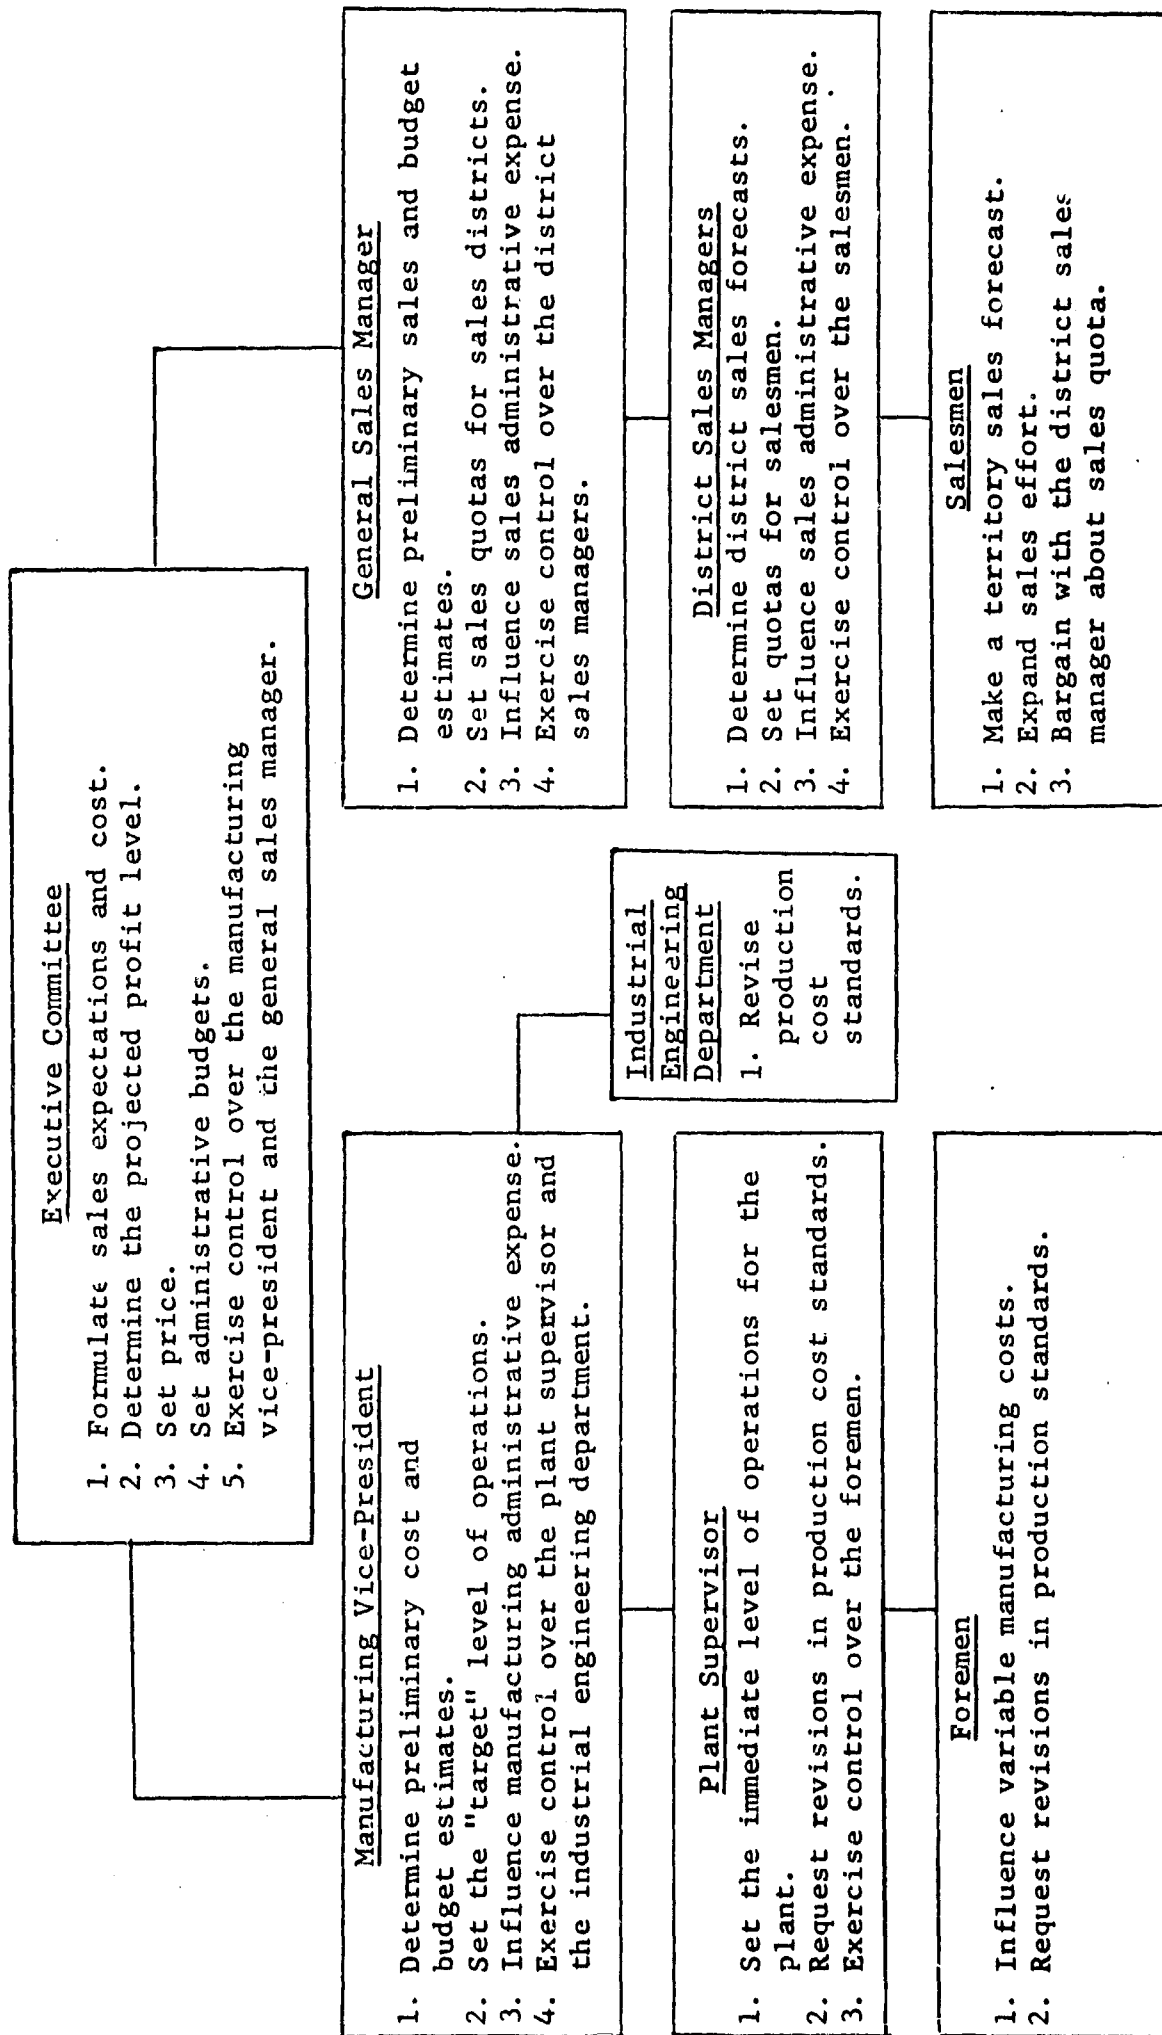 Executive Committee
1. Formulate sales expectations and cost.
2. Determine the projected profit level.
3. Set price.
4. Set administrative budgets.
5. Exercise control over the manufacturing
vice-president and the general sales manager.
Manufacturing Vice-President
1. Determine preliminary cost and
budget estimates.
2. Set the "target" level of operations.
3. Influence manufacturing administrative expense.
4. Exercise control over the plant supervisor and
the industrial engineering department.
General Sales Manager
1. Determine preliminary sales and budget
estimates.
2. Set sales quotas for sales districts.
3. Influence sales administrative expense.
4. Exercise control over the district
sales managers.
Industrial
Engineering
Department
1. Revise
production
cost
standards.
Plant Supervisor
1. Set the immediate level of operations for the
plant.
2. Request revisions in production cost standards.
3. Exercise control over the foremen.
District Sales Managers
1. Determine district sales forecasts.
2. Set quotas for salesmen.
3. Influence sales administrative expense.
4. Exercise control over the salesmen.
Foremen
1. Influence variable manufacturing costs.
2. Request revisions in production standards.
Salesmen
1. Make a territory sales forecast.
2. Expand sales effort.
3. Bargain with the district sales
manager about sales quota.